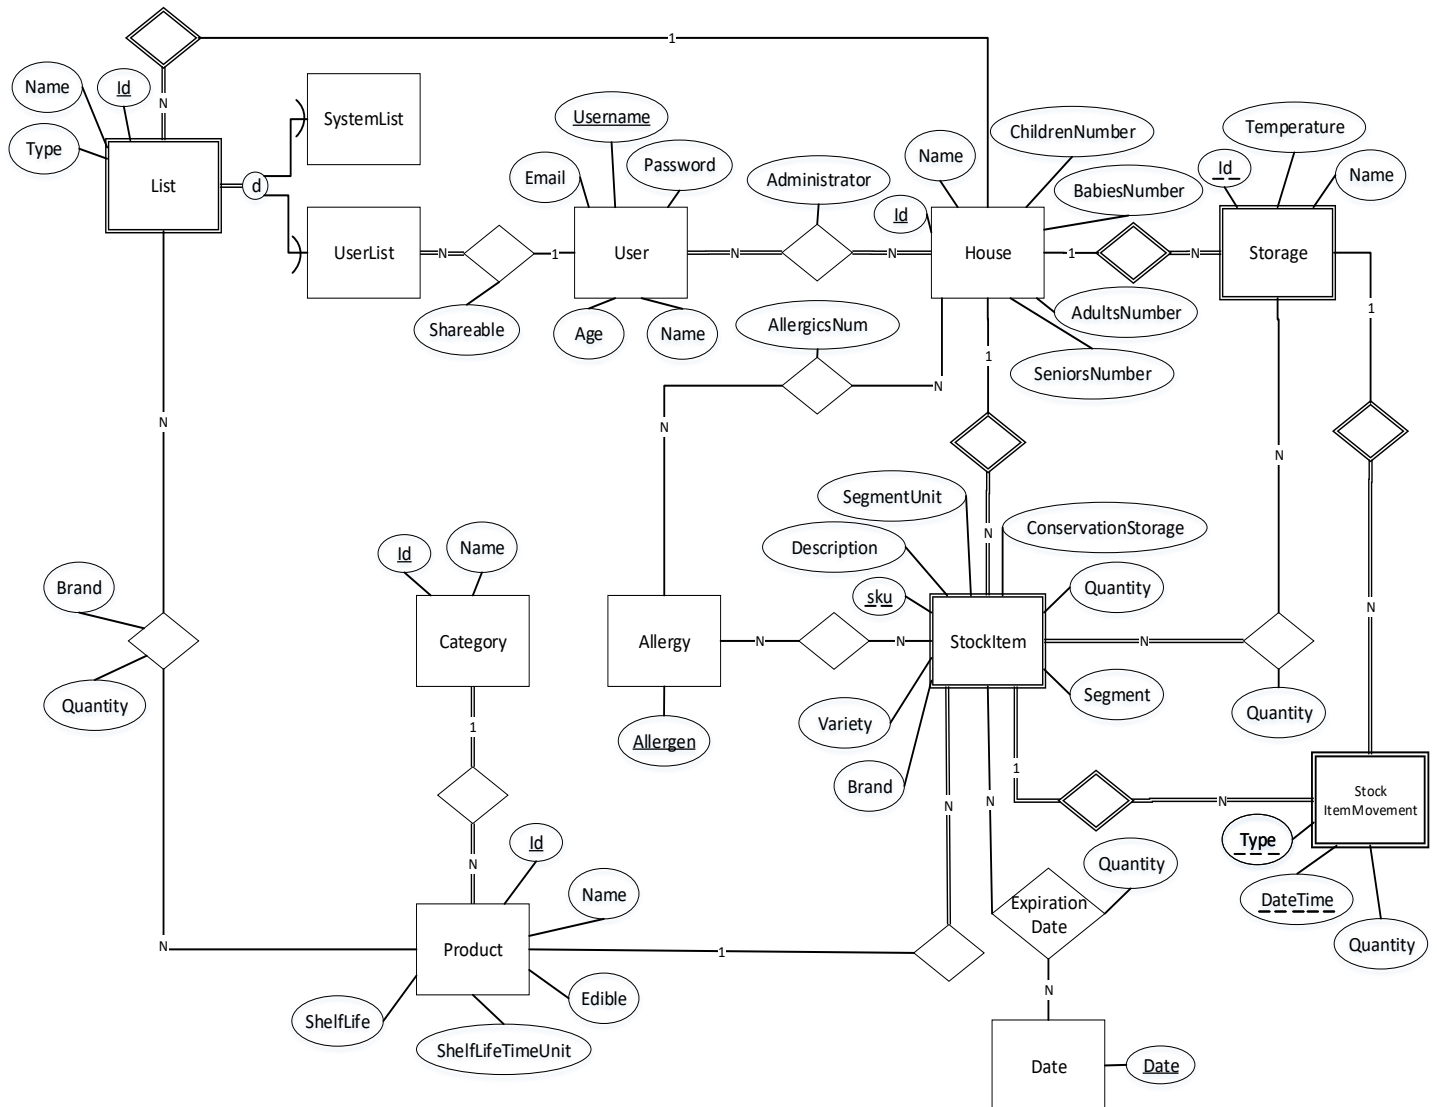 1
Name
Id
N
Type
SystemList
List
d
UserList
N
Shareable
1
Username
Email
Password
User
Age
Name
N
Administrator
N
AllergicsNum
N
N
Name
ChildrenNumber
Id
BabiesNumber
House
1
AdultsNumber
SeniorsNumber
Temperature
Id
Name
N
Storage
1
1
N
N
N
N
SegmentUnit
Description
sku
ConservationStorage
Quantity
StockItem
N
Segment
Variety
Brand
Quantity
N
Id
Name
Category
1
N
Allergy
N
N
Allergen
Brand
Quantity
N
N
1
N
Stock
ItemMovement
Type
DateTime
Quantity
N
Quantity
Expiration
Date
N
Date
Date
Id
Name
Product
1
Edible
ShelfLife
ShelfLifeTimeUnit